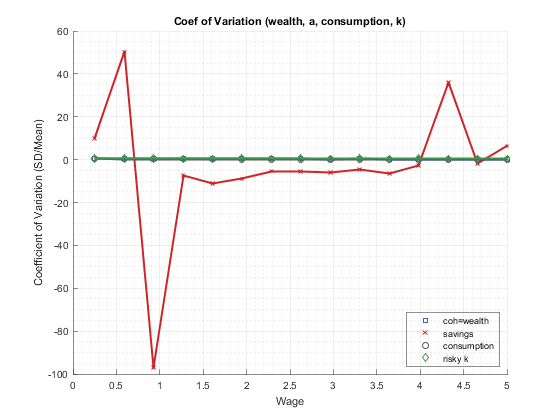 Coef of Variation (wealth, a, consumption, k)
60
40
20
0
-20
-40
-60
-80
-100
Coefficient of Variation (SD/Mean)
0 0.5 1 1.5 2 2.5 3 3.5 4 4.5 5
Wage
coh=wealth
savings
consumption
risky k